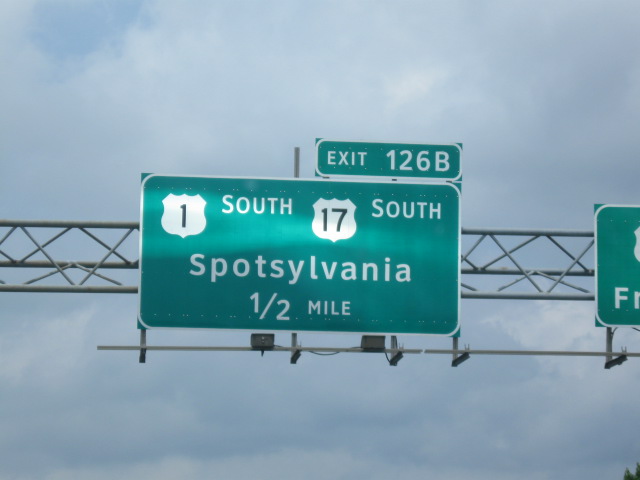 EXIT 126B
1 SOUTH 17 SOUTH
Spotsylvania
1/2 MILE